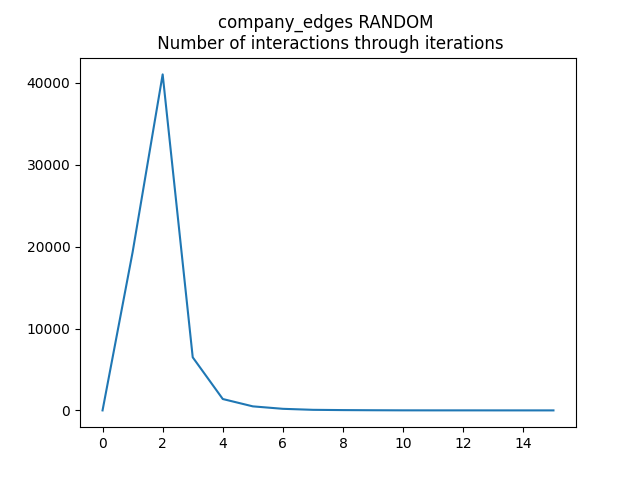 company_edges RANDOM
Number of interactions through iterations
40000
30000
20000
10000
0
0 2 4 6 8 10 12 14